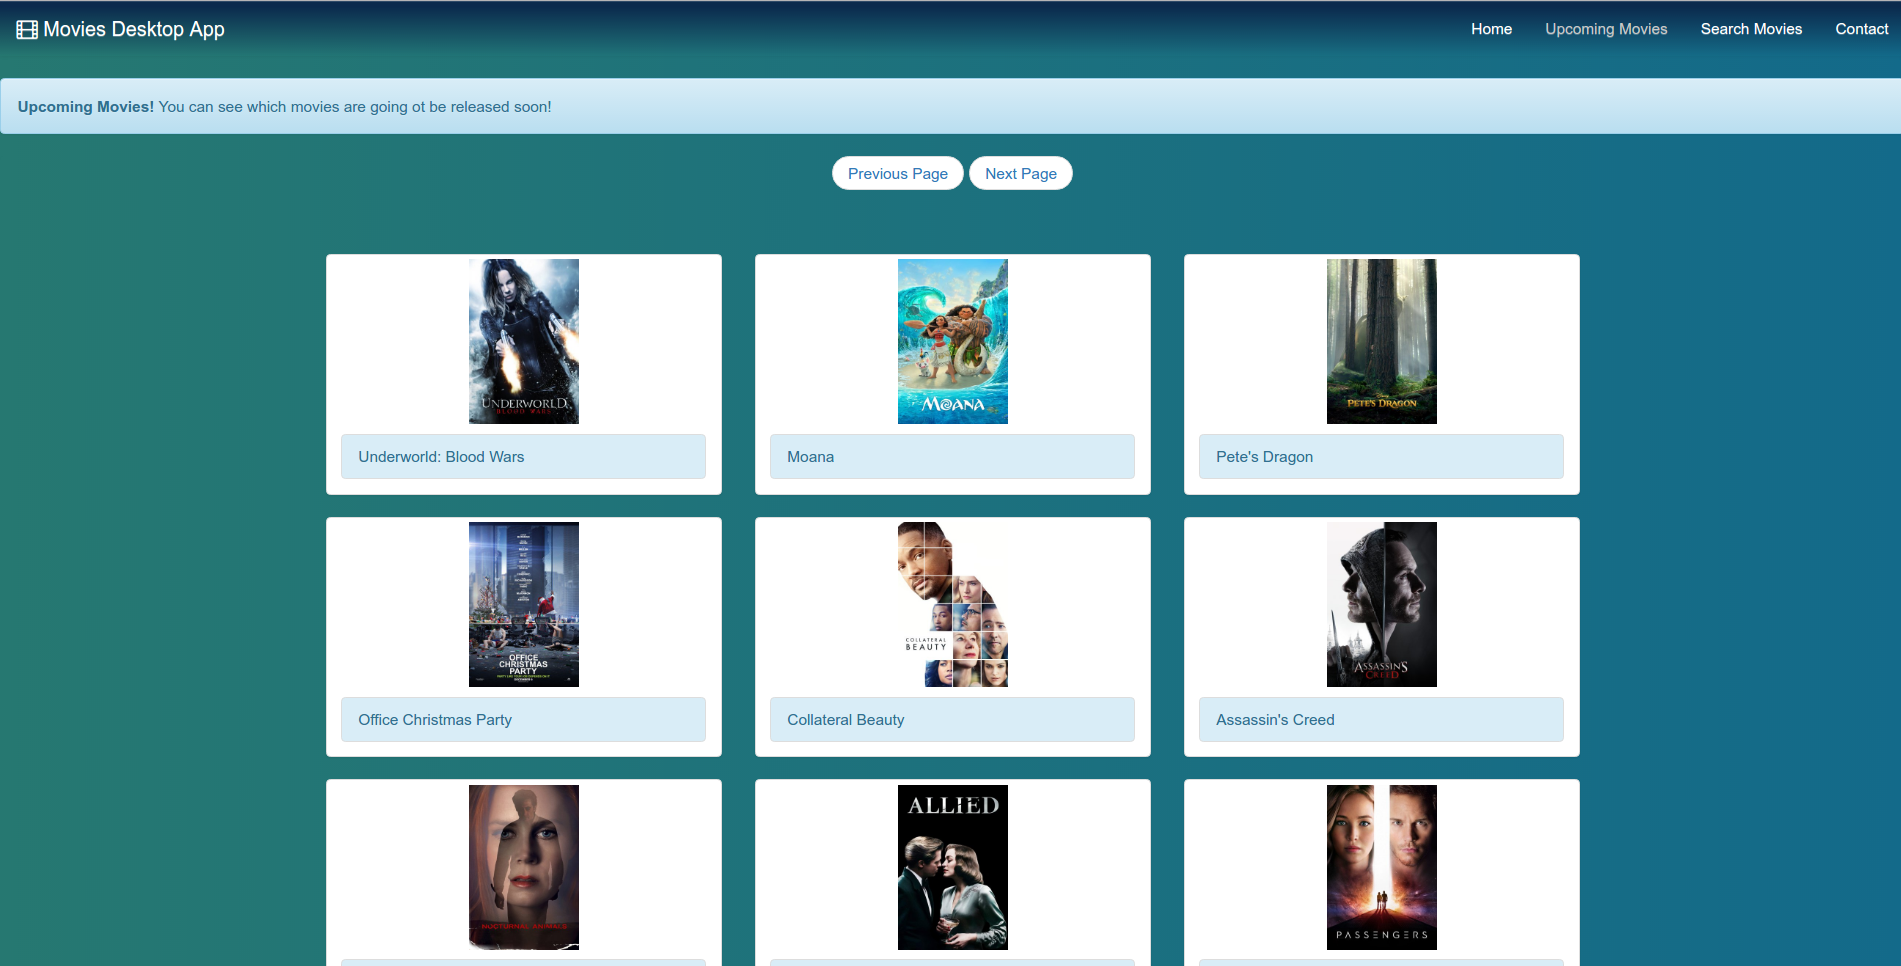 Movies Desktop App
Home
Upcoming Movies
Search Movies
Contact
Upcoming Movies! You can see which movies are going ot be released soon!
Previous Page
Next Page
UNDERWORLD
BLOOD WARS
MOANA
Disney
PETE'S DRAGON
Underworld: Blood Wars
Moana
Pete's Dragon
OFFICE
CHRISTMAS
PARTY
COLLATERAL
BEAUTY
ASSASSIN'S
CREED
Office Christmas Party
Collateral Beauty
Assassin's Creed
NOCTURNAL ANIMALS
ALLIED
PASSENGERS